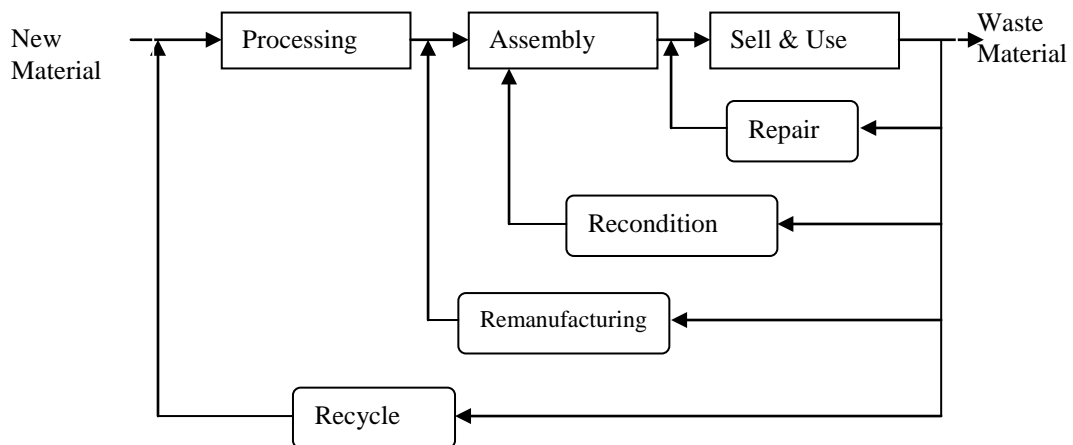 New
Material
Processing
Assembly
Sell & Use
Waste
Material
Repair
Recondition
Remanufacturing
Recycle